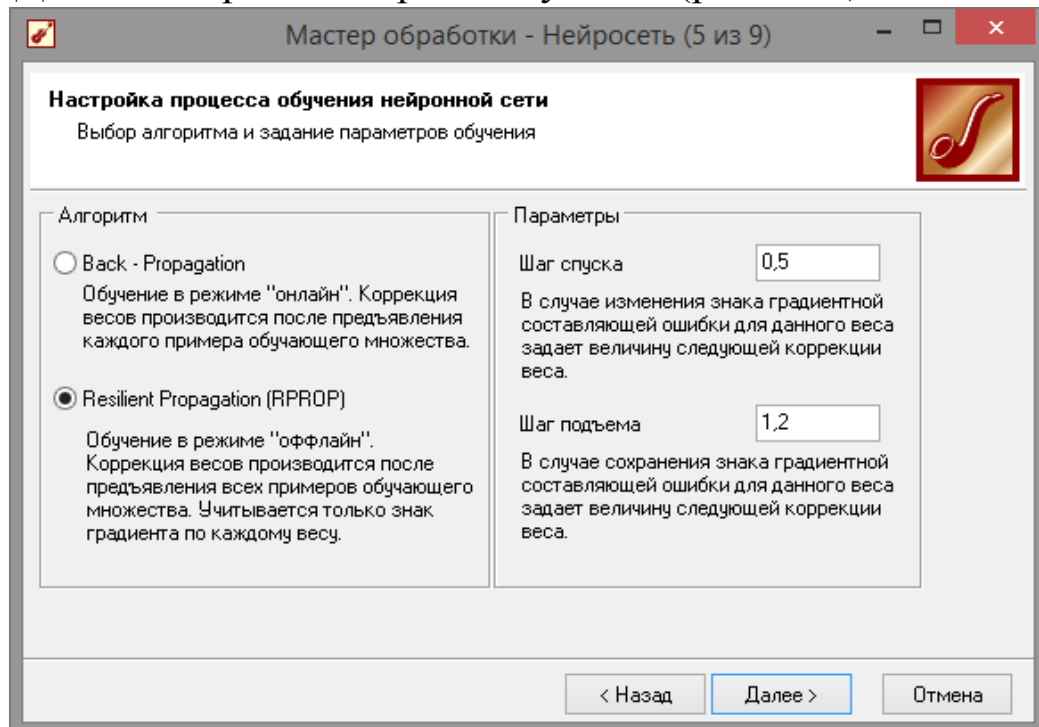 Мастер обработки - Нейросеть (5 из 9)
Настройка процесса обучения нейронной сети
Выбор алгоритма и задание параметров обучения
Алгоритм
Back - Propagation
Обучение в режиме "онлайн". Коррекция
весов производится после предъявления
каждого примера обучающего множества.
Resilient Propagation (RPROP)
Обучение в режиме "оффлайн".
Коррекция весов производится после
предъявления всех примеров обучающего
множества. Учитывается только знак
градиента по каждому весу.
Параметры
Шаг спуска 0,5
В случае изменения знака градиентной
составляющей ошибки для данного веса
задает величину следующей коррекции
веса.
Шаг подъема 1,2
В случае сохранения знака градиентной
составляющей ошибки для данного веса
задает величину следующей коррекции
веса.
< Назад Далее > Отмена